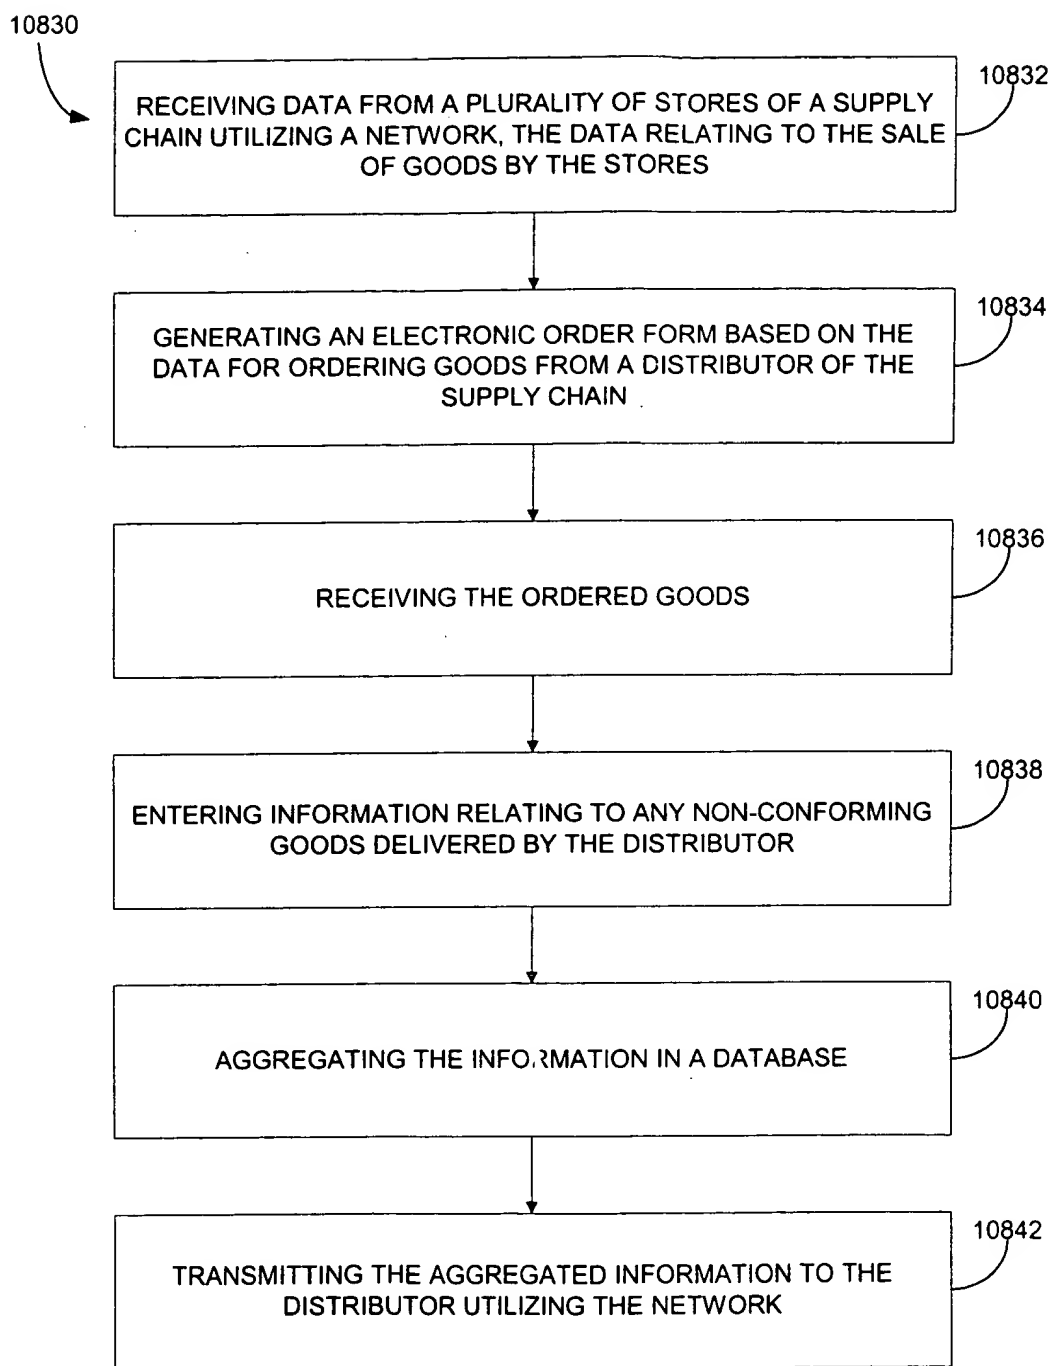 10830
10832
RECEIVING DATA FROM A PLURALITY OF STORES OF A SUPPLY
CHAIN UTILIZING A NETWORK, THE DATA RELATING TO THE SALE
OF GOODS BY THE STORES
10834
GENERATING AN ELECTRONIC ORDER FORM BASED ON THE
DATA FOR ORDERING GOODS FROM A DISTRIBUTOR OF THE
SUPPLY CHAIN
10836
RECEIVING THE ORDERED GOODS
10838
ENTERING INFORMATION RELATING TO ANY NON-CONFORMING
GOODS DELIVERED BY THE DISTRIBUTOR
10840
AGGREGATING THE INFORMATION IN A DATABASE
10842
TRANSMITTING THE AGGREGATED INFORMATION TO THE
DISTRIBUTOR UTILIZING THE NETWORK